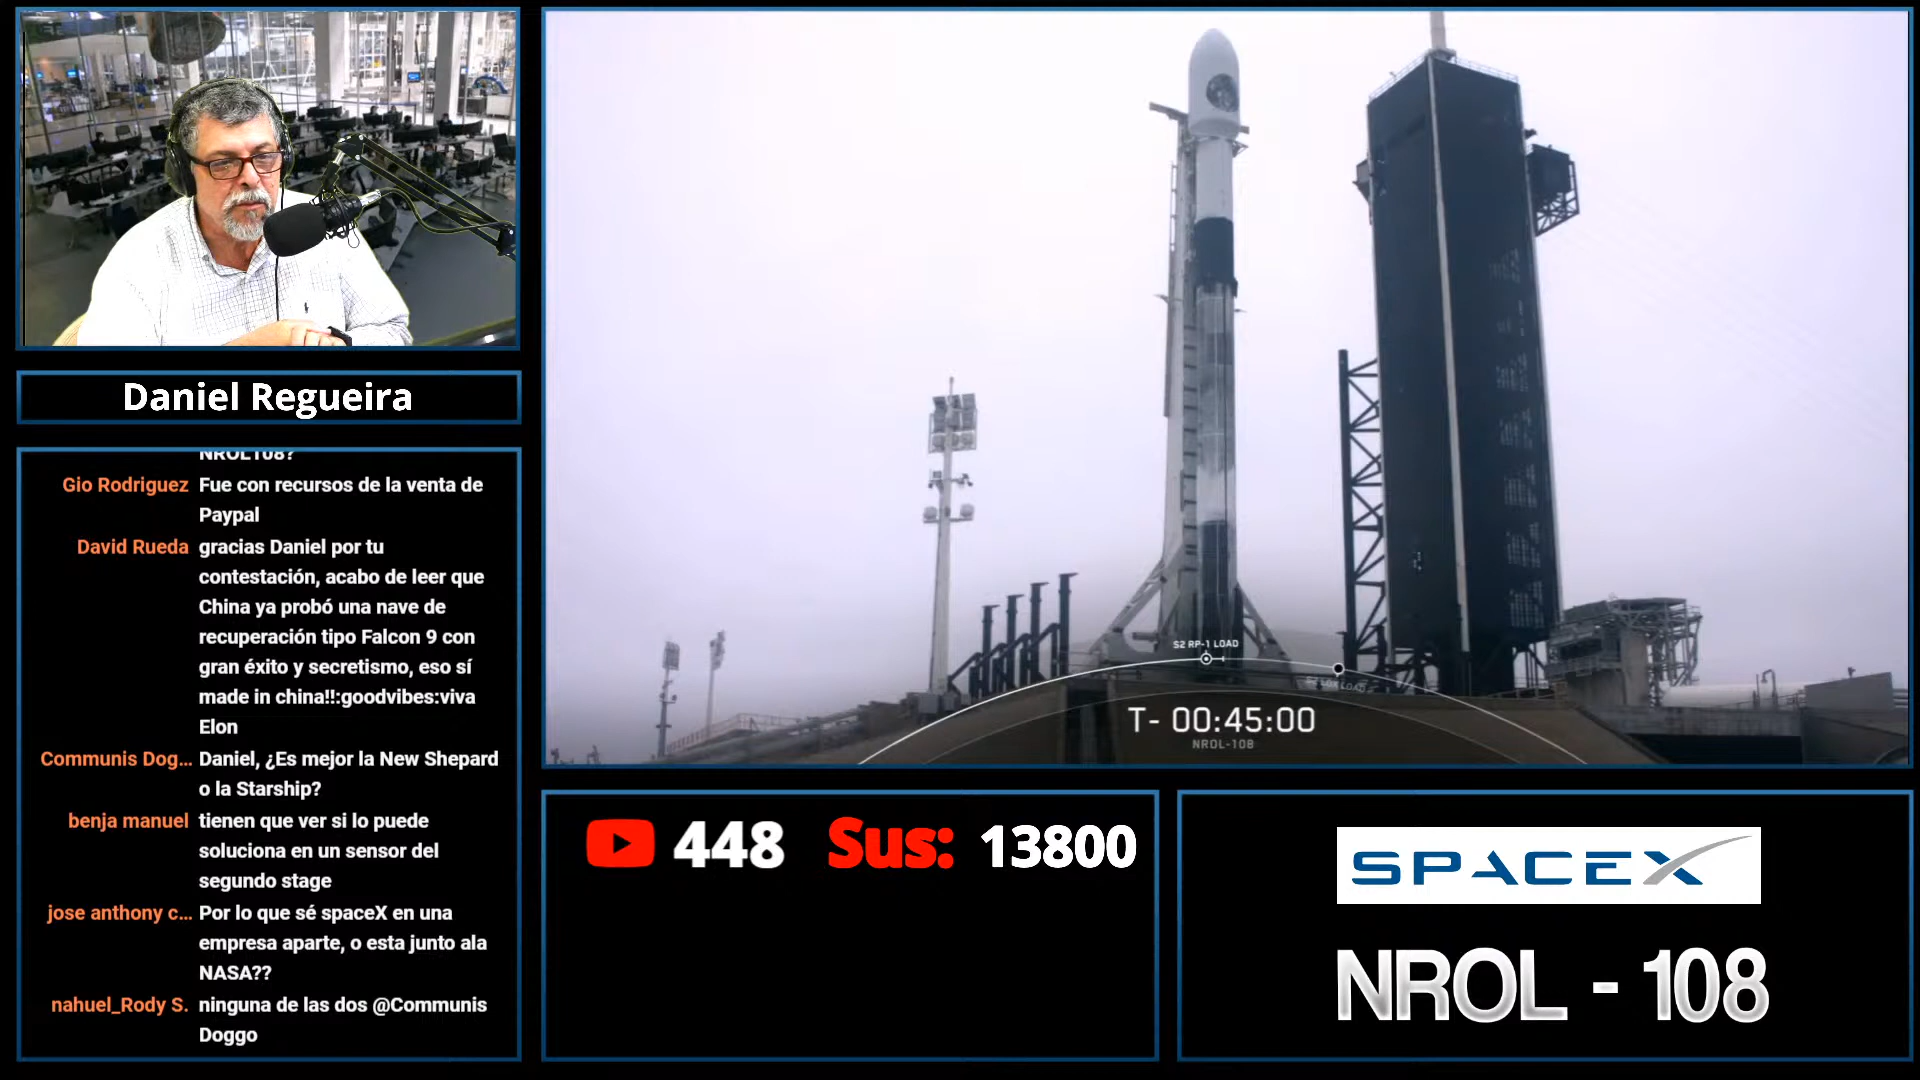 Daniel Regueira
NROL108?
Gio Rodriguez Fue con recursos de la venta de
Paypal
David Rueda gracias Daniel por tu
contestación, acabo de leer que
China ya probó una nave de
recuperación tipo Falcon 9 con
gran éxito y secretismo, eso sí
made in china!!:goodvibes:viva
Elon
Communis Dog... Daniel, ¿Es mejor la New Shepard
o la Starship?
benja manuel tienen que ver si lo puede
soluciona en un sensor del
segundo stage
jose anthony c... Por lo que sé spaceX en una
empresa aparte, o esta junto ala
NASA??
nahuel_Rody S. ninguna de las dos @Communis
Doggo
S2 RP-1 LOAD
S2 LOX LOAD
T- 00:45:00
NROL-108
448 Sus: 13800
SPACEX
NROL - 108